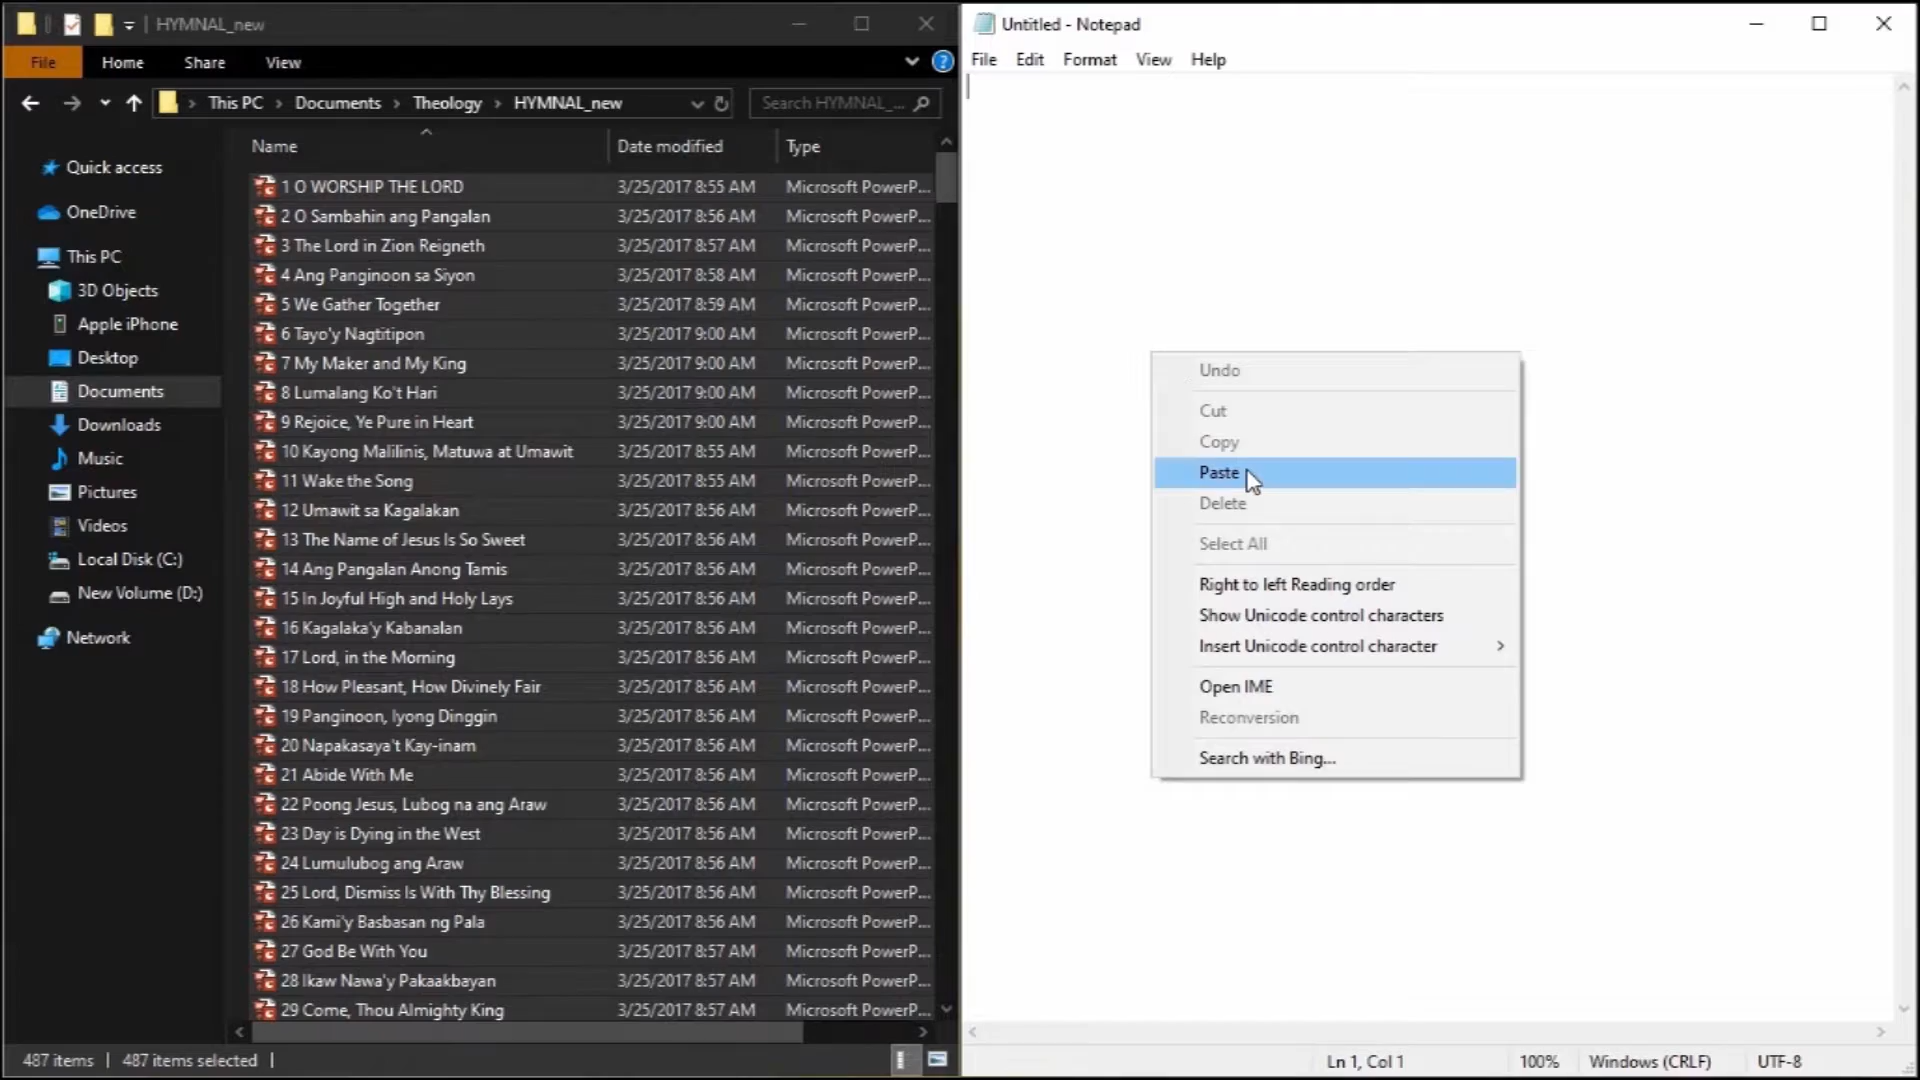 HYMNAL_new
File Home Share View
This PC Documents Theology HYMNAL_new Search HYMNAL_...
Quick access
OneDrive
This PC
3D Objects
Apple iPhone
Desktop
Documents
Downloads
Music
Pictures
Videos
Local Disk (C:)
New Volume (D:)
Network
Name Date modified Type
1 O WORSHIP THE LORD 3/25/2017 8:55 AM Microsoft PowerP...
2 O Sambahin ang Pangalan 3/25/2017 8:56 AM Microsoft PowerP...
3 The Lord in Zion Reigneth 3/25/2017 8:57 AM Microsoft PowerP...
4 Ang Panginoon sa Siyon 3/25/2017 8:58 AM Microsoft PowerP...
5 We Gather Together 3/25/2017 8:59 AM Microsoft PowerP...
6 Tayo'y Nagtitipon 3/25/2017 9:00 AM Microsoft PowerP...
7 My Maker and My King 3/25/2017 9:00 AM Microsoft PowerP...
8 Lumalang Ko't Hari 3/25/2017 9:00 AM Microsoft PowerP...
9 Rejoice, Ye Pure in Heart 3/25/2017 9:00 AM Microsoft PowerP...
10 Kayong Malilinis, Matuwa at Umawit 3/25/2017 8:55 AM Microsoft PowerP...
11 Wake the Song 3/25/2017 8:55 AM Microsoft PowerP...
12 Umawit sa Kagalakan 3/25/2017 8:56 AM Microsoft PowerP...
13 The Name of Jesus Is So Sweet 3/25/2017 8:56 AM Microsoft PowerP...
14 Ang Pangalan Anong Tamis 3/25/2017 8:56 AM Microsoft PowerP...
15 In Joyful High and Holy Lays 3/25/2017 8:56 AM Microsoft PowerP...
16 Kagalaka'y Kabanalan 3/25/2017 8:56 AM Microsoft PowerP...
17 Lord, in the Morning 3/25/2017 8:56 AM Microsoft PowerP...
18 How Pleasant, How Divinely Fair 3/25/2017 8:56 AM Microsoft PowerP...
19 Panginoon, Iyong Dinggin 3/25/2017 8:56 AM Microsoft PowerP...
20 Napakasaya't Kay-inam 3/25/2017 8:56 AM Microsoft PowerP...
21 Abide With Me 3/25/2017 8:56 AM Microsoft PowerP...
22 Poong Jesus, Lubog na ang Araw 3/25/2017 8:56 AM Microsoft PowerP...
23 Day is Dying in the West 3/25/2017 8:56 AM Microsoft PowerP...
24 Lumulubog ang Araw 3/25/2017 8:56 AM Microsoft PowerP...
25 Lord, Dismiss Is With Thy Blessing 3/25/2017 8:56 AM Microsoft PowerP...
26 Kami'y Basbasan ng Pala 3/25/2017 8:56 AM Microsoft PowerP...
27 God Be With You 3/25/2017 8:57 AM Microsoft PowerP...
28 Ikaw Nawa'y Pakaakbayan 3/25/2017 8:57 AM Microsoft PowerP...
29 Come, Thou Almighty King 3/25/2017 8:57 AM Microsoft PowerP...
487 items 487 items selected
Untitled - Notepad
File Edit Format View Help
Undo
Cut
Copy
Paste
Delete
Select All
Right to left Reading order
Show Unicode control characters
Insert Unicode control character
Open IME
Reconversion
Search with Bing...
Ln 1, Col 1 100% Windows (CRLF) UTF-8